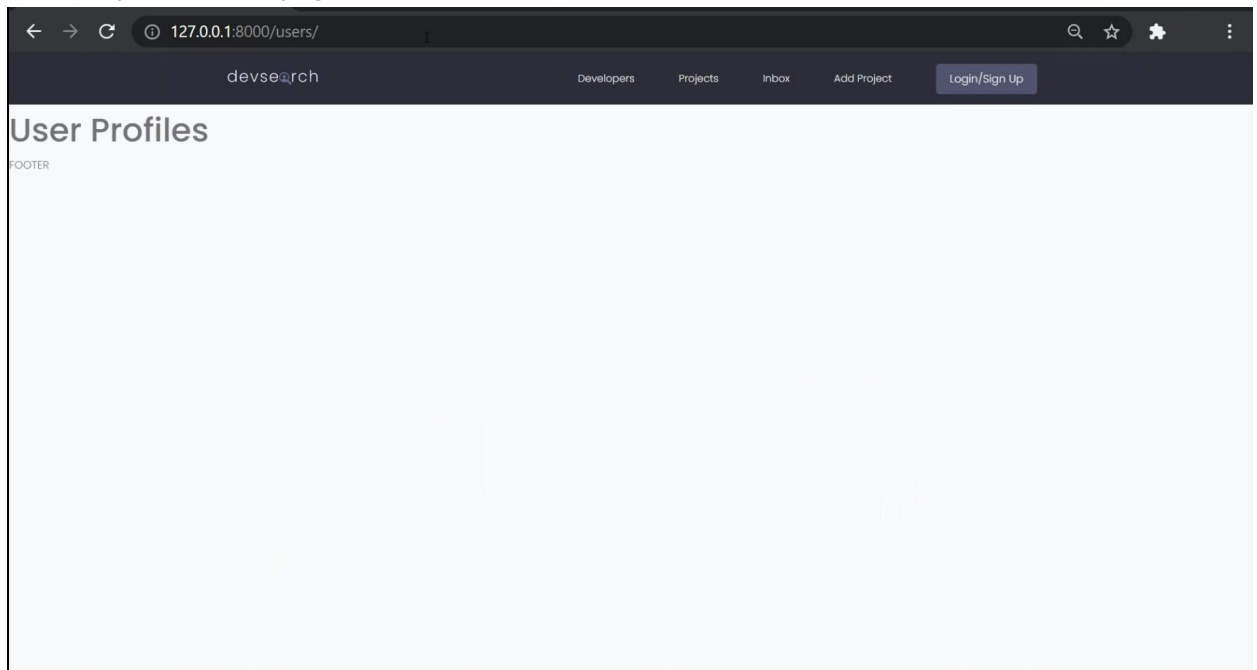 127.0.0.1:8000/users/
devsearch Developers Projects Inbox Add Project Login/Sign Up
User Profiles
FOOTER